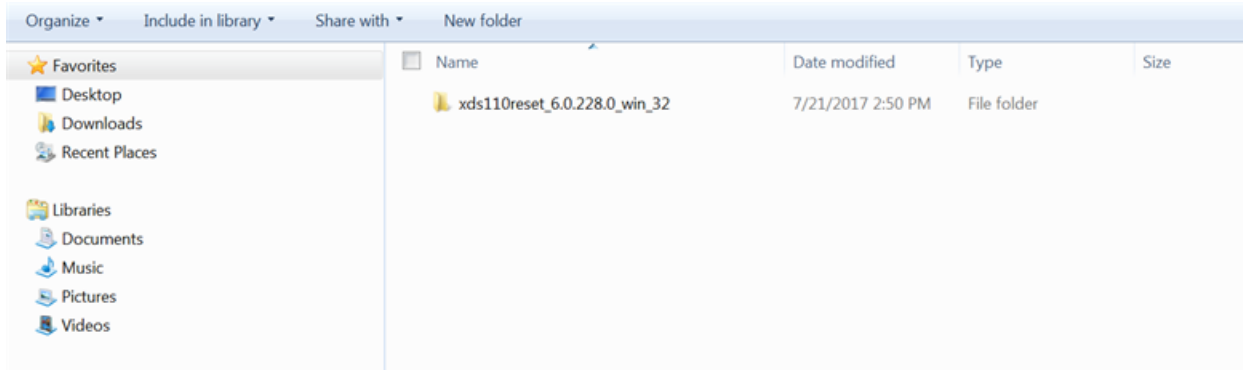 Organize Include in library Share with New folder
Favorites
Desktop
Downloads
Recent Places
Libraries
Documents
Music
Pictures
Videos
Name Date modified Type Size
xds110reset_6.0.228.0_win_32 7/21/2017 2:50 PM File folder